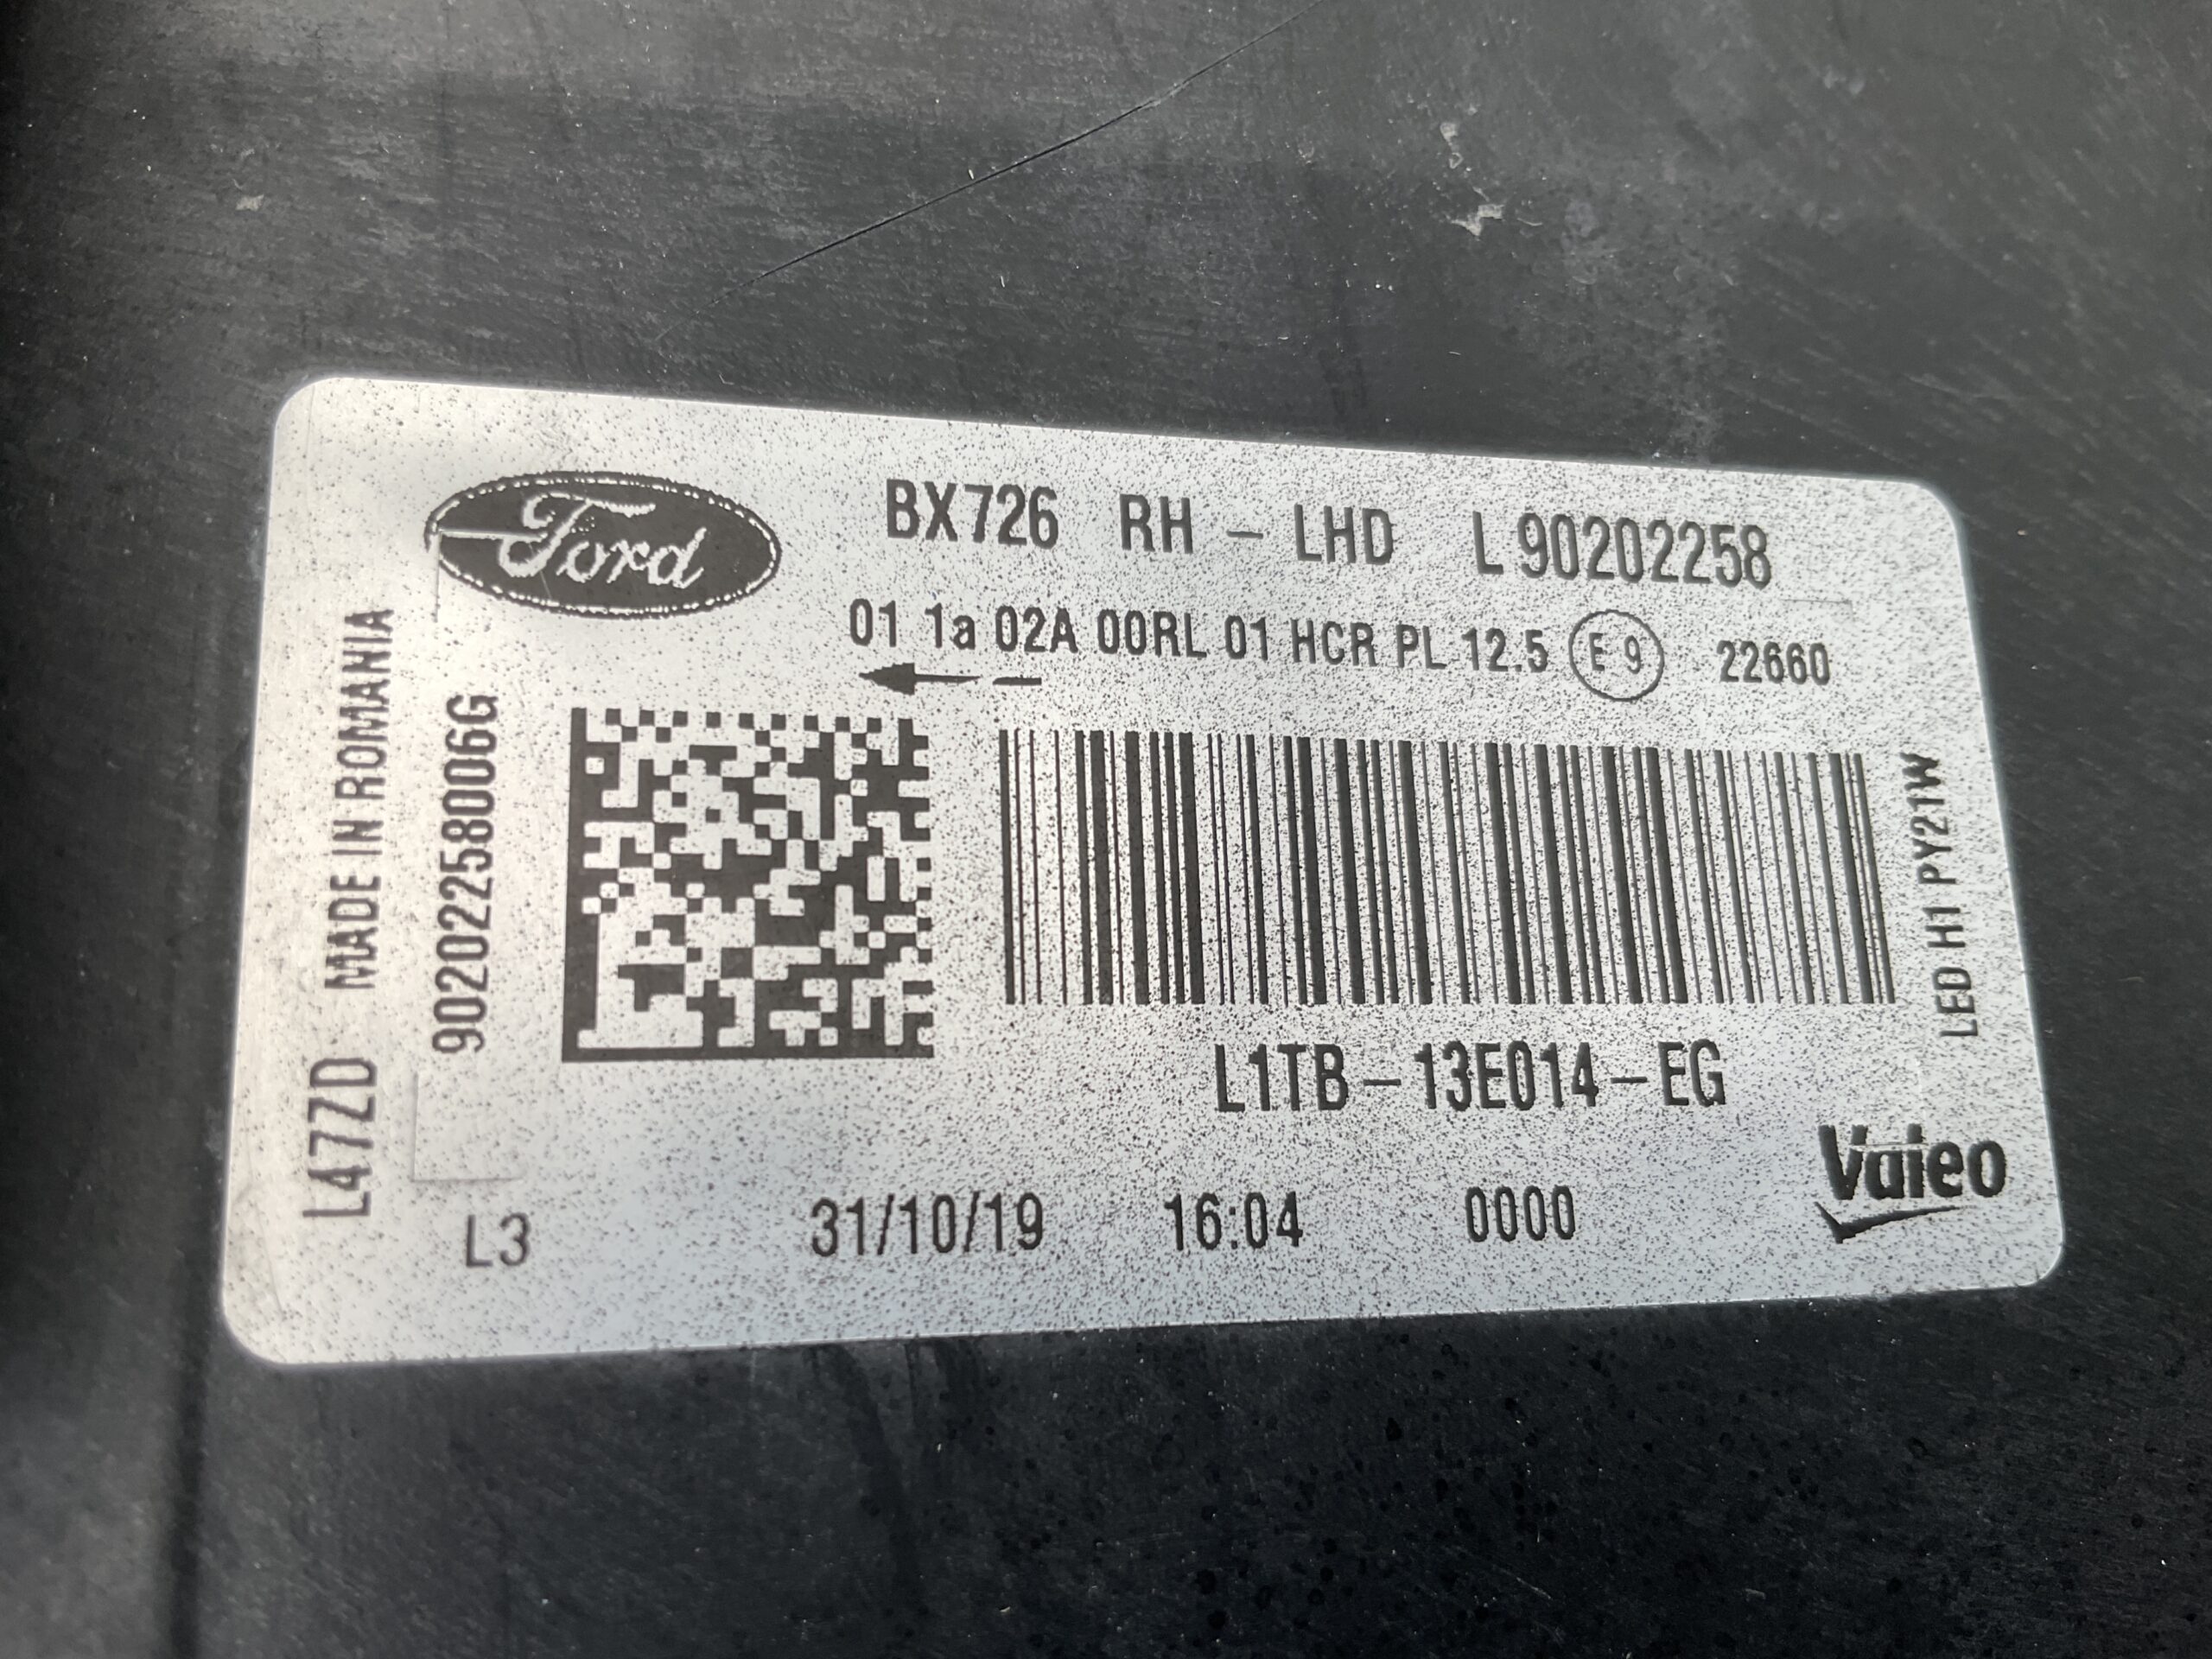 Ford
BX726 RH - LHD L 90202258
01 1a 02A 00RL 01 HCR PL 12.5 E9 22660
L47ZD MADE IN ROMANIA
90202258006G
LED H1 PY21W
L1TB-13E014-EG
Valeo
L3 31/10/19 16:04 0000